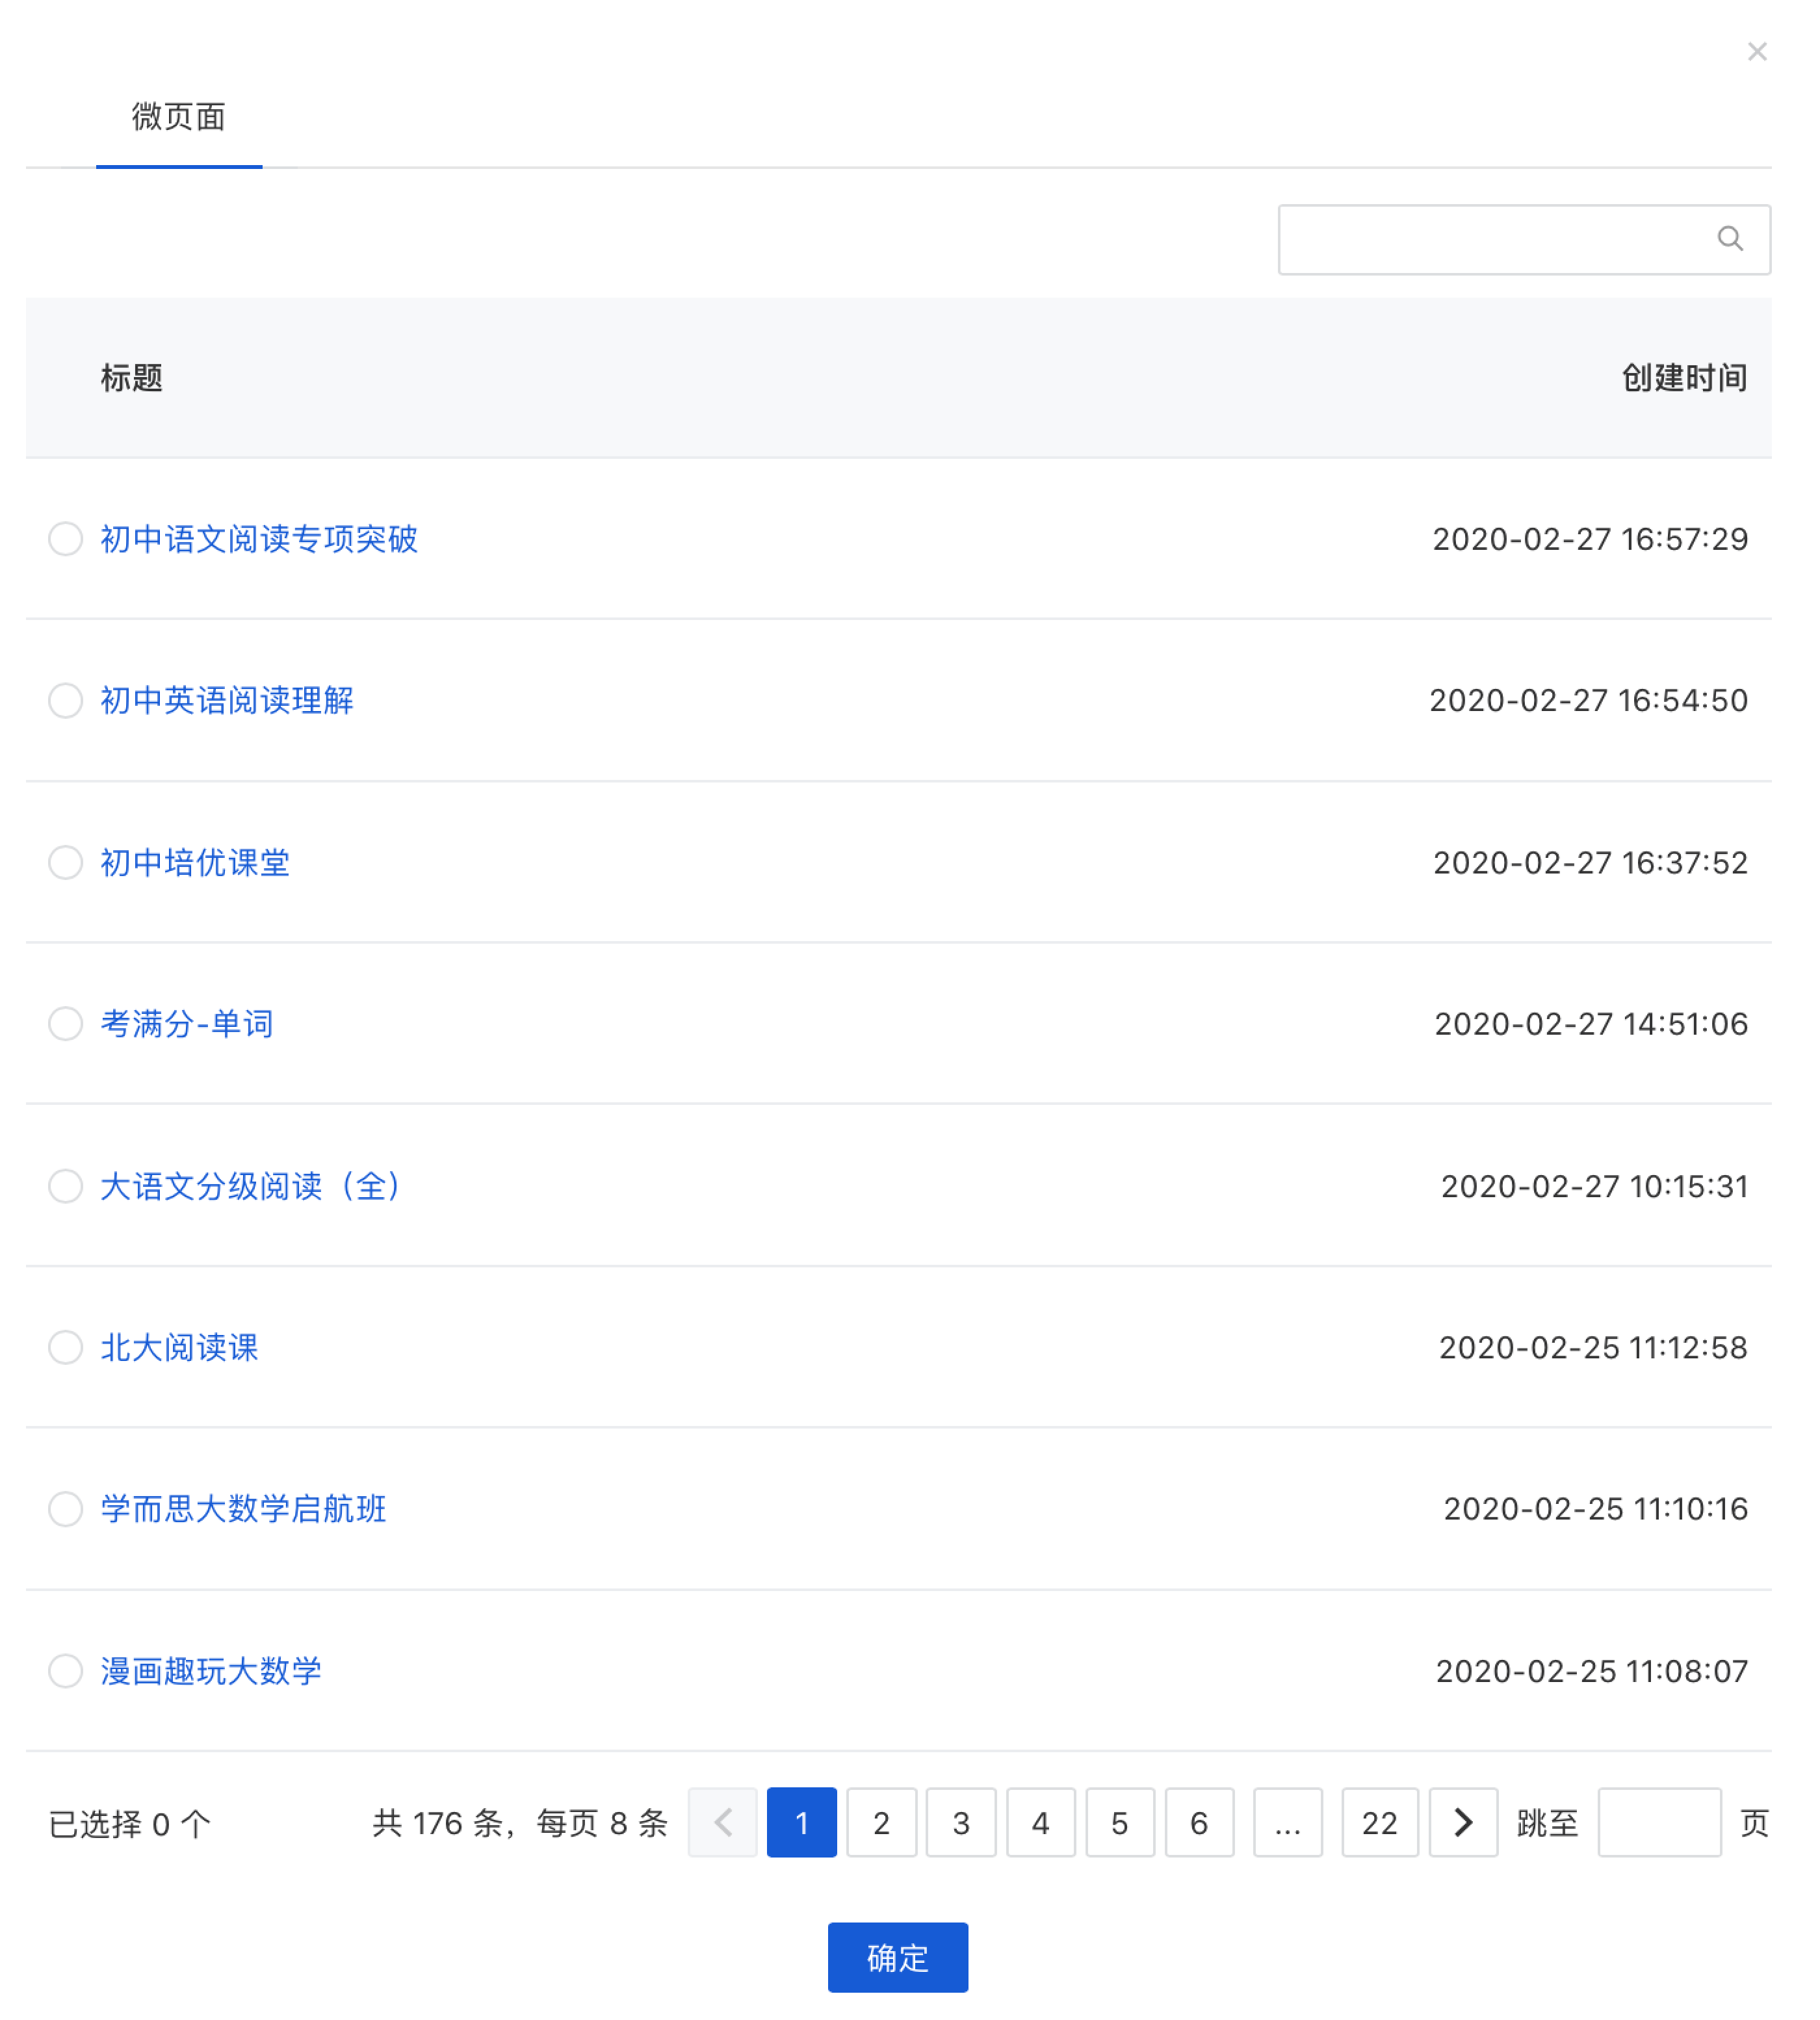 微页面
标题 创建时间
初中语文阅读专项突破 2020-02-27 16:57:29
初中英语阅读理解 2020-02-27 16:54:50
初中培优课堂 2020-02-27 16:37:52
考满分-单词 2020-02-27 14:51:06
大语文分级阅读（全） 2020-02-27 10:15:31
北大阅读课 2020-02-25 11:12:58
学而思大数学启航班 2020-02-25 11:10:16
漫画趣玩大数学 2020-02-25 11:08:07
已选择 0 个 共 176 条，每页 8 条 1 2 3 4 5 6 ... 22 跳至 页
确定